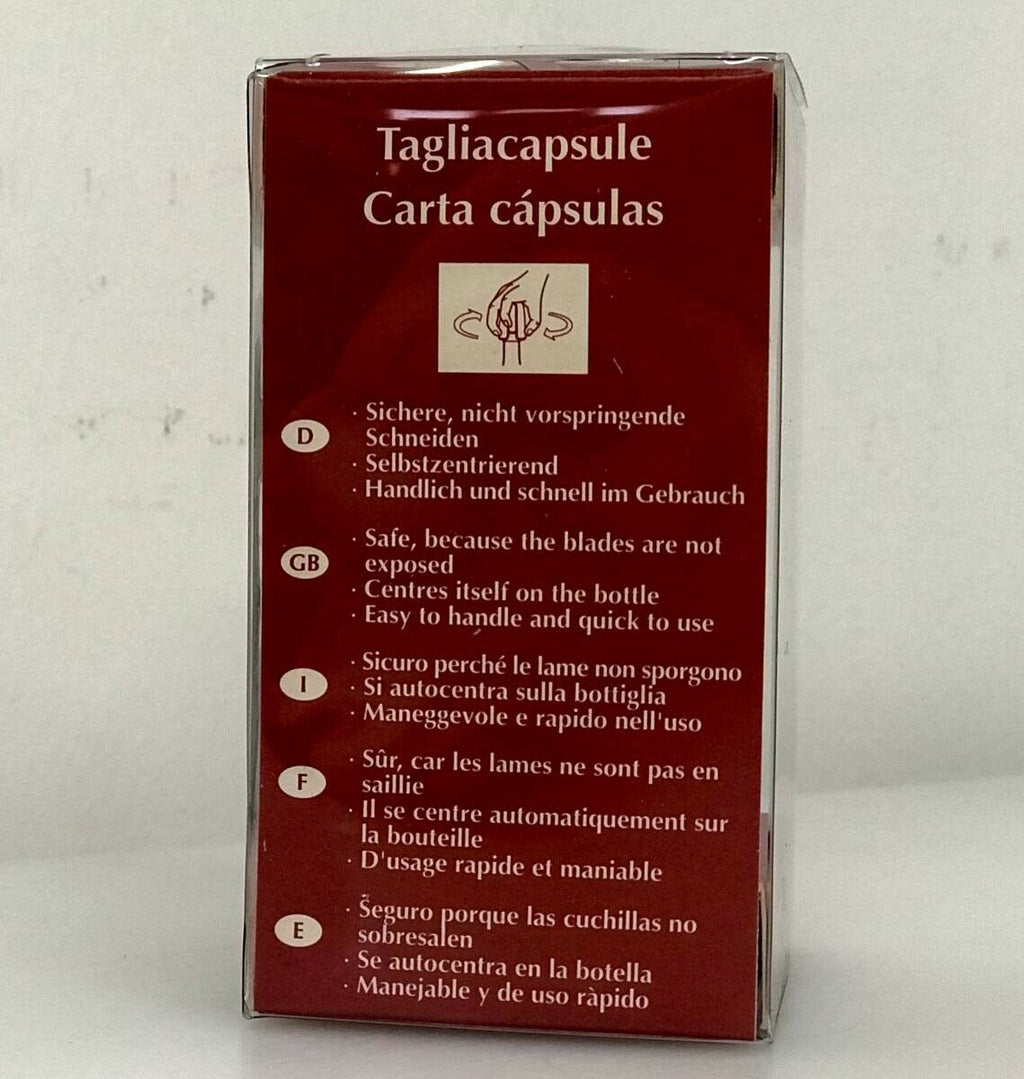 Tagliacapsule
Carta cápsulas
D
· Sichere, nicht vorspringende
Schneiden
· Selbstzentrierend
· Handlich und schnell im Gebrauch
GB
· Safe, because the blades are not
exposed
· Centres itself on the bottle
· Easy to handle and quick to use
I
· Sicuro perché le lame non sporgono
· Si autocentra sulla bottiglia
· Maneggevole e rapido nell'uso
F
· Sûr, car les lames ne sont pas en
saillie
· Il se centre automatiquement sur
la bouteille
· D'usage rapide et maniable
E
· Seguro porque las cuchillas no
sobresalen
· Se autocentra en la botella
· Manejable y de uso ràpido